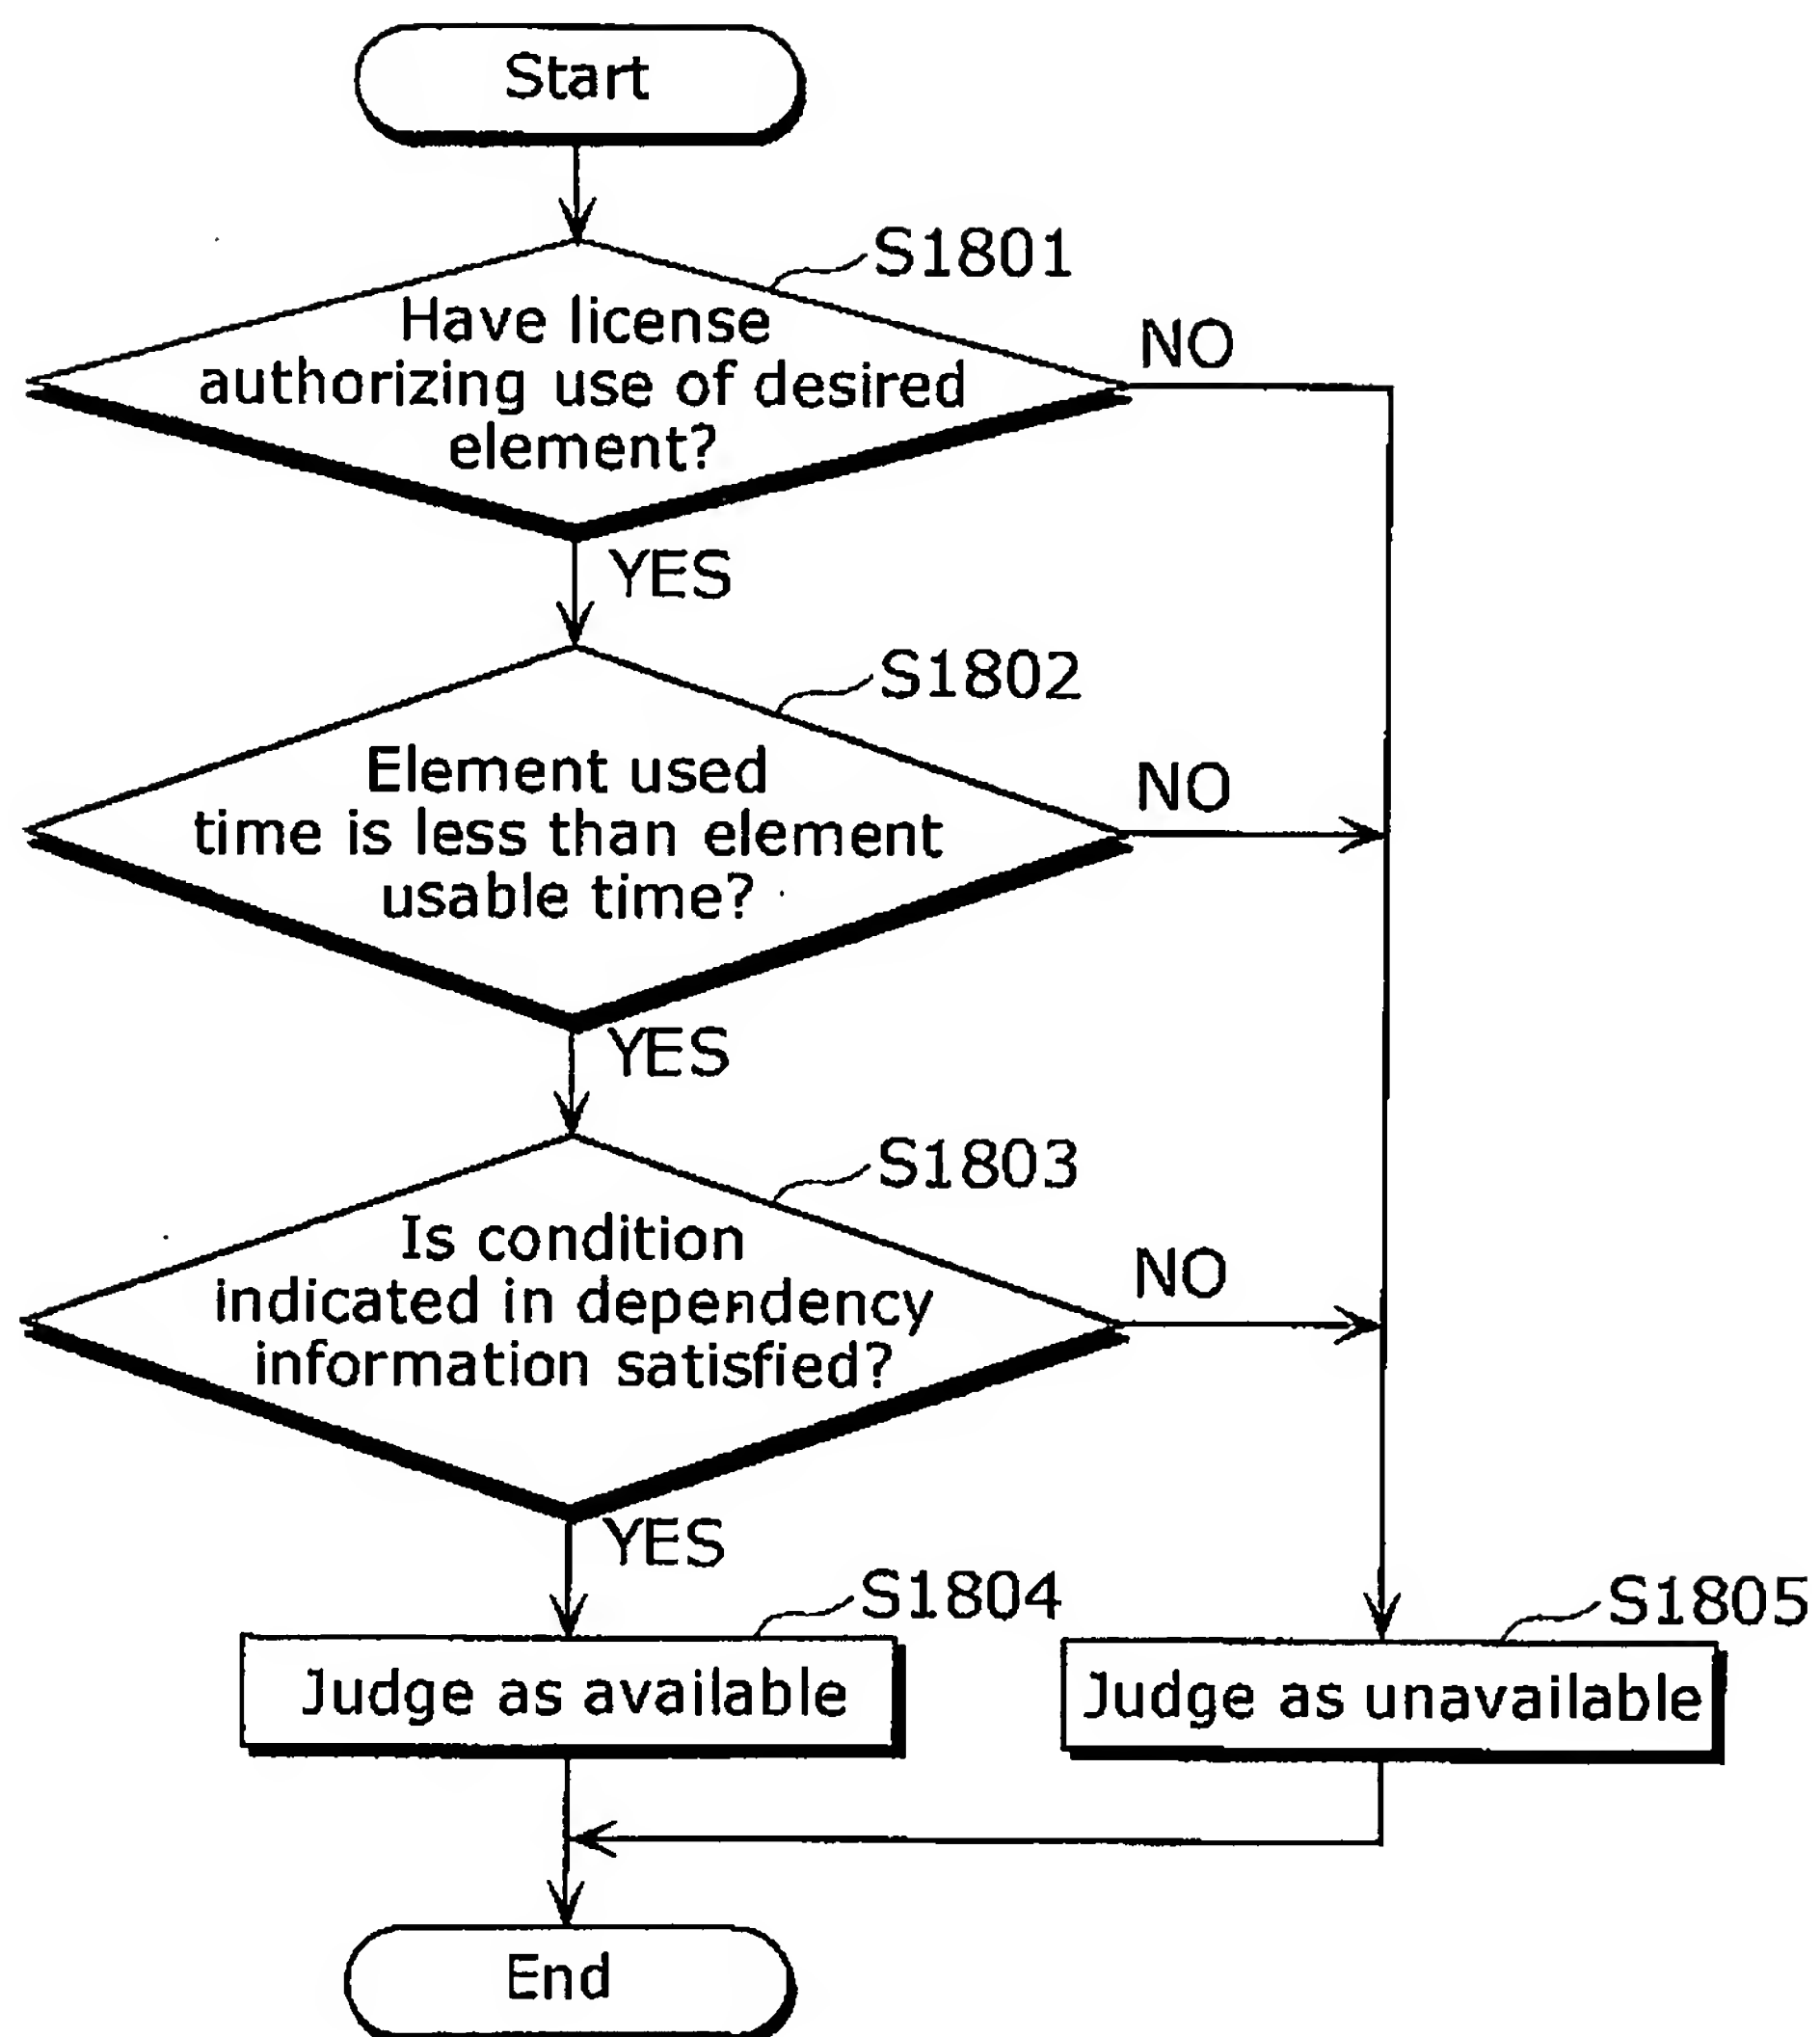 Start
S1801
Have license
authorizing use of desired
element?
NO
YES
S1802
Element used
time is less than element
usable time?
NO
YES
S1803
Is condition
indicated in dependency
information satisfied?
NO
YES
S1804
Judge as available
S1805
Judge as unavailable
End